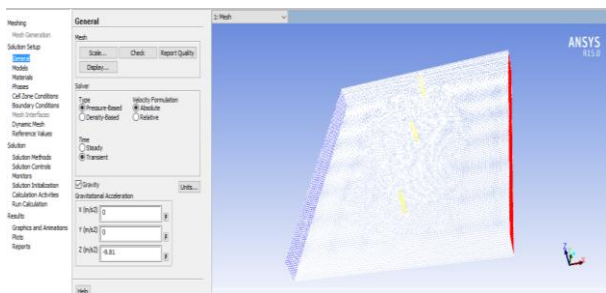 Meshing
Mesh Generation
Solution Setup
General
Models
Materials
Phases
Cell Zone Conditions
Boundary Conditions
Mesh Interfaces
Dynamic Mesh
Reference Values
Solution
Solution Methods
Solution Controls
Monitors
Solution Initialization
Calculation Activities
Run Calculation
Results
Graphics and Animations
Plots
Reports
General
Mesh
Scale... Check Report Quality
Display...
Solver
Type Velocity Formulation
Pressure-Based Absolute
Density-Based Relative
Time
Steady
Transient
Gravity Units...
Gravitational Acceleration
X (m/s2) 0
Y (m/s2) 0
Z (m/s2) -9.81
Help
1: Mesh
ANSYS
R15.0